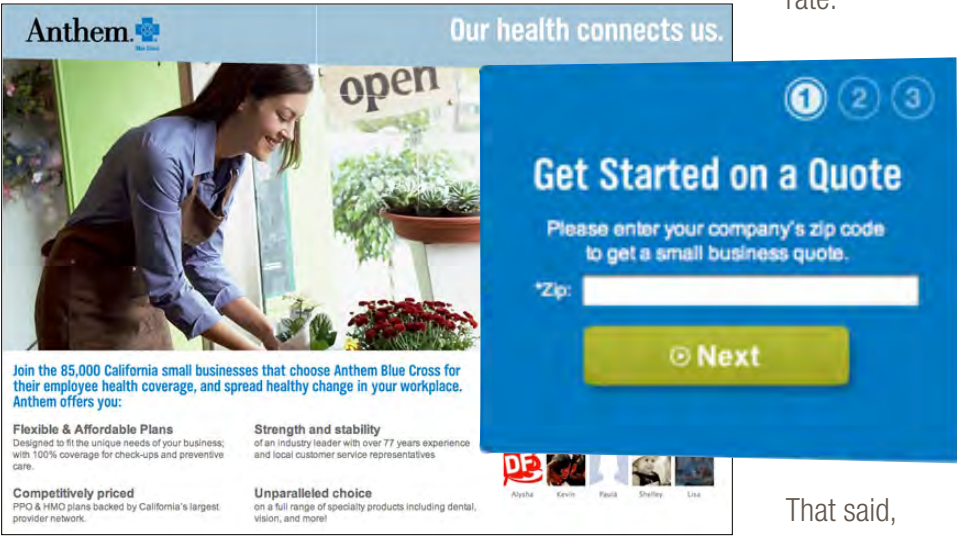 rate.
Anthem.
Blue Cross
Our health connects us.
open
1 2 3
Get Started on a Quote
Please enter your company's zip code
to get a small business quote.
*Zip:
Next
Join the 85,000 California small businesses that choose Anthem Blue Cross for
their employee health coverage, and spread healthy change in your workplace.
Anthem offers you:
Flexible & Affordable Plans
Designed to fit the unique needs of your business;
with 100% coverage for check-ups and preventive
care.
Strength and stability
of an industry leader with over 77 years experience
and local customer service representatives
Competitively priced
PPO & HMO plans backed by California's largest
provider network.
Unparalleled choice
on a full range of specialty products including dental,
vision, and more!
DF
Alysha Kevin Paula Shelley Lisa
That said,